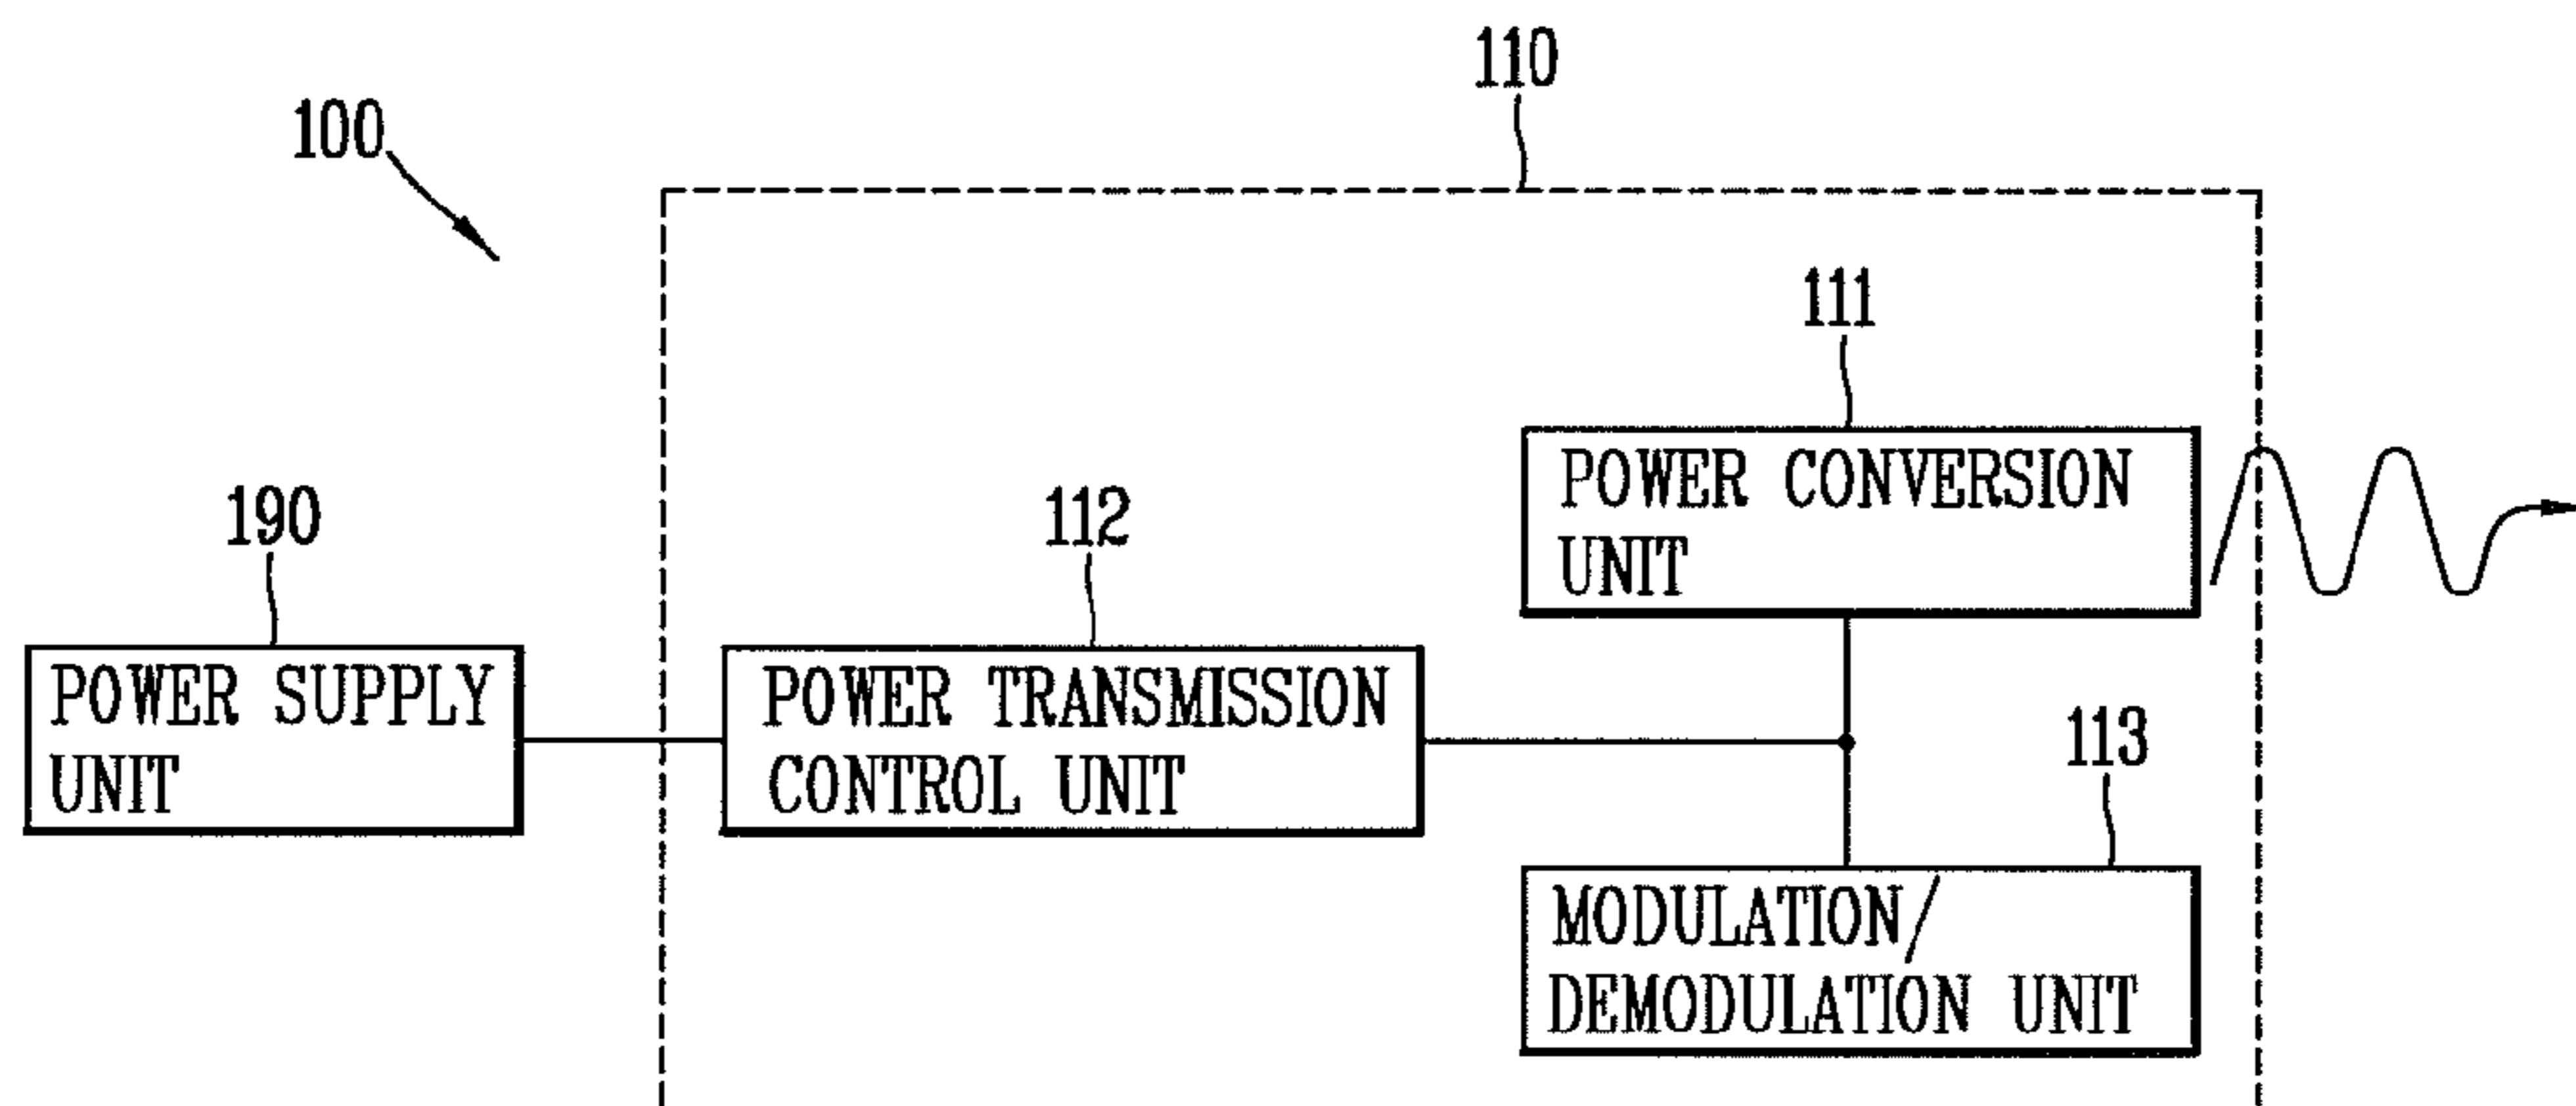 110
100
111
POWER CONVERSION
UNIT
190
112
POWER SUPPLY
UNIT
POWER TRANSMISSION
CONTROL UNIT
113
MODULATION/
DEMODULATION UNIT